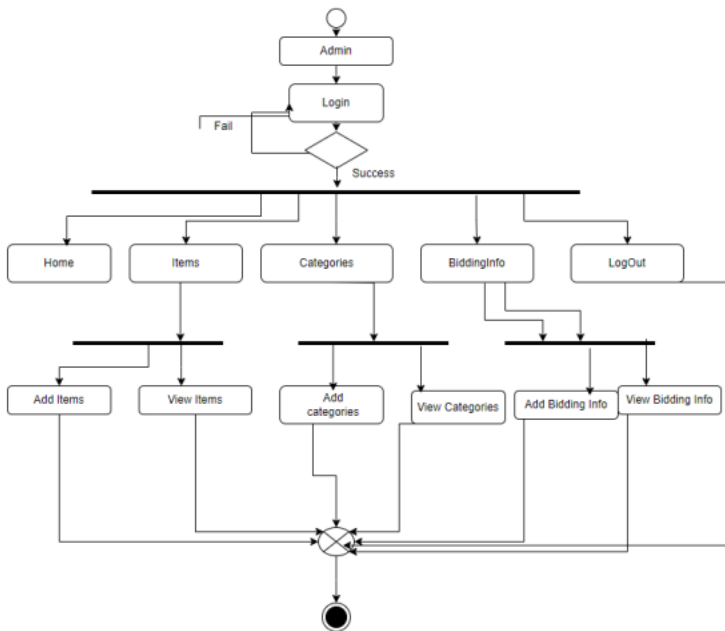 Admin
Login
Fail
Success
Home
Items
Categories
BiddingInfo
LogOut
Add Items
View Items
Add
categories
View Categories
Add Bidding Info
View Bidding Info